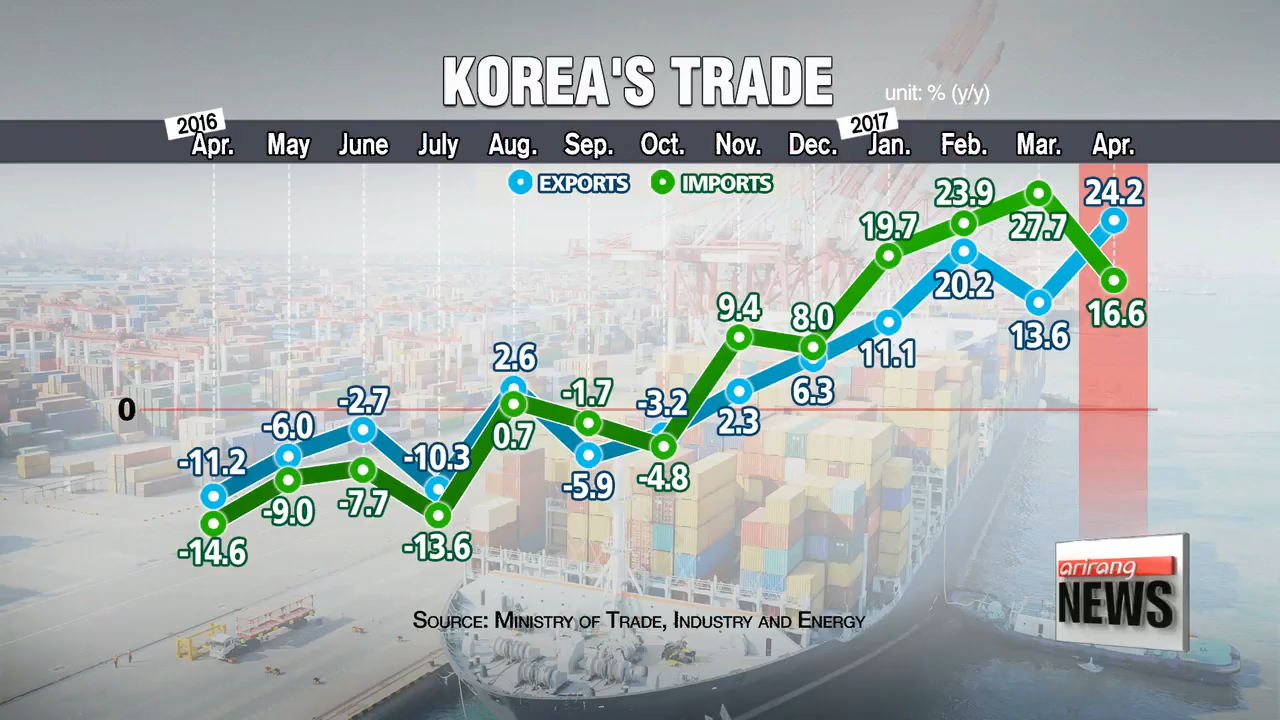 KOREA'S TRADE
unit: % (y/y)
2016
2017
Apr. May June July Aug. Sep. Oct. Nov. Dec. Jan. Feb. Mar. Apr.
EXPORTS IMPORTS
0
-11.2 -6.0 -2.7 -10.3 2.6 -5.9 -3.2 2.3 6.3 11.1 20.2 13.6 24.2
-14.6 -9.0 -7.7 -13.6 0.7 -1.7 -4.8 9.4 8.0 19.7 23.9 27.7 16.6
arirang
NEWS
SOURCE: MINISTRY OF TRADE, INDUSTRY AND ENERGY